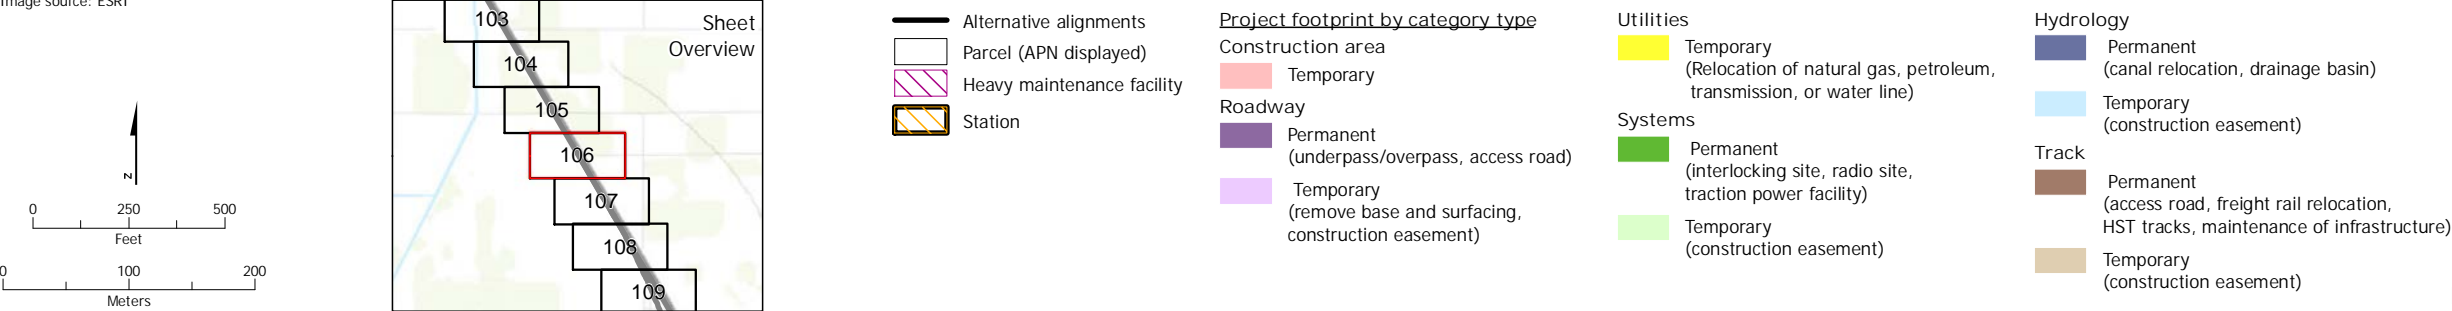 Image source: ESRI
N
0 250 500
Feet
0 100 200
Meters
Sheet
Overview
103
104
105
106
107
108
109
Alternative alignments
Parcel (APN displayed)
Heavy maintenance facility
Station
Project footprint by category type
Construction area
Temporary
Roadway
Permanent
(underpass/overpass, access road)
Temporary
(remove base and surfacing,
construction easement)
Utilities
Temporary
(Relocation of natural gas, petroleum,
transmission, or water line)
Systems
Permanent
(interlocking site, radio site,
traction power facility)
Temporary
(construction easement)
Hydrology
Permanent
(canal relocation, drainage basin)
Temporary
(construction easement)
Track
Permanent
(access road, freight rail relocation,
HST tracks, maintenance of infrastructure)
Temporary
(construction easement)